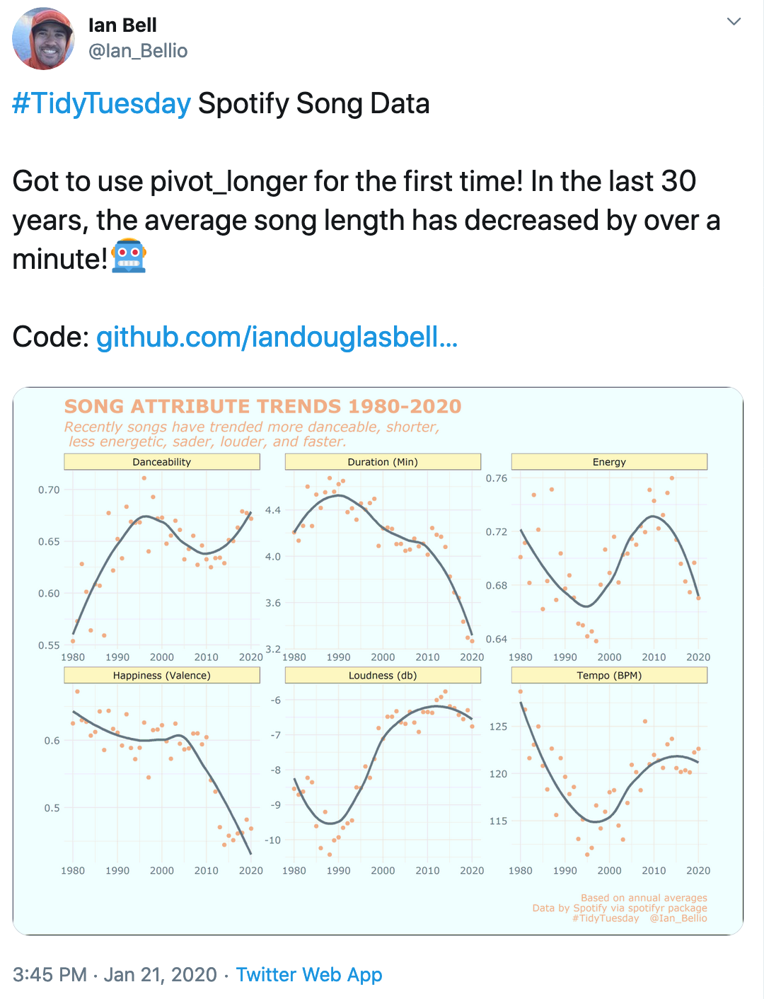 Ian Bell
@Ian_Bellio
#TidyTuesday Spotify Song Data
Got to use pivot_longer for the first time! In the last 30
years, the average song length has decreased by over a
minute!
Code: github.com/iandouglasbell...
SONG ATTRIBUTE TRENDS 1980-2020
Recently songs have trended more danceable, shorter,
less energetic, sader, louder, and faster.
Danceability
0.70
0.65
0.60
0.55
1980 1990 2000 2010 2020
Duration (Min)
4.4
4.0
3.6
3.2
1980 1990 2000 2010 2020
Energy
0.76
0.72
0.68
0.64
1980 1990 2000 2010 2020
Happiness (Valence)
0.6
0.5
1980 1990 2000 2010 2020
Loudness (db)
-6
-7
-8
-9
-10
1980 1990 2000 2010 2020
Tempo (BPM)
125
120
115
1980 1990 2000 2010 2020
Based on annual averages
Data by Spotify via spotifyr package
#TidyTuesday @Ian_Bellio
3:45 PM · Jan 21, 2020 · Twitter Web App